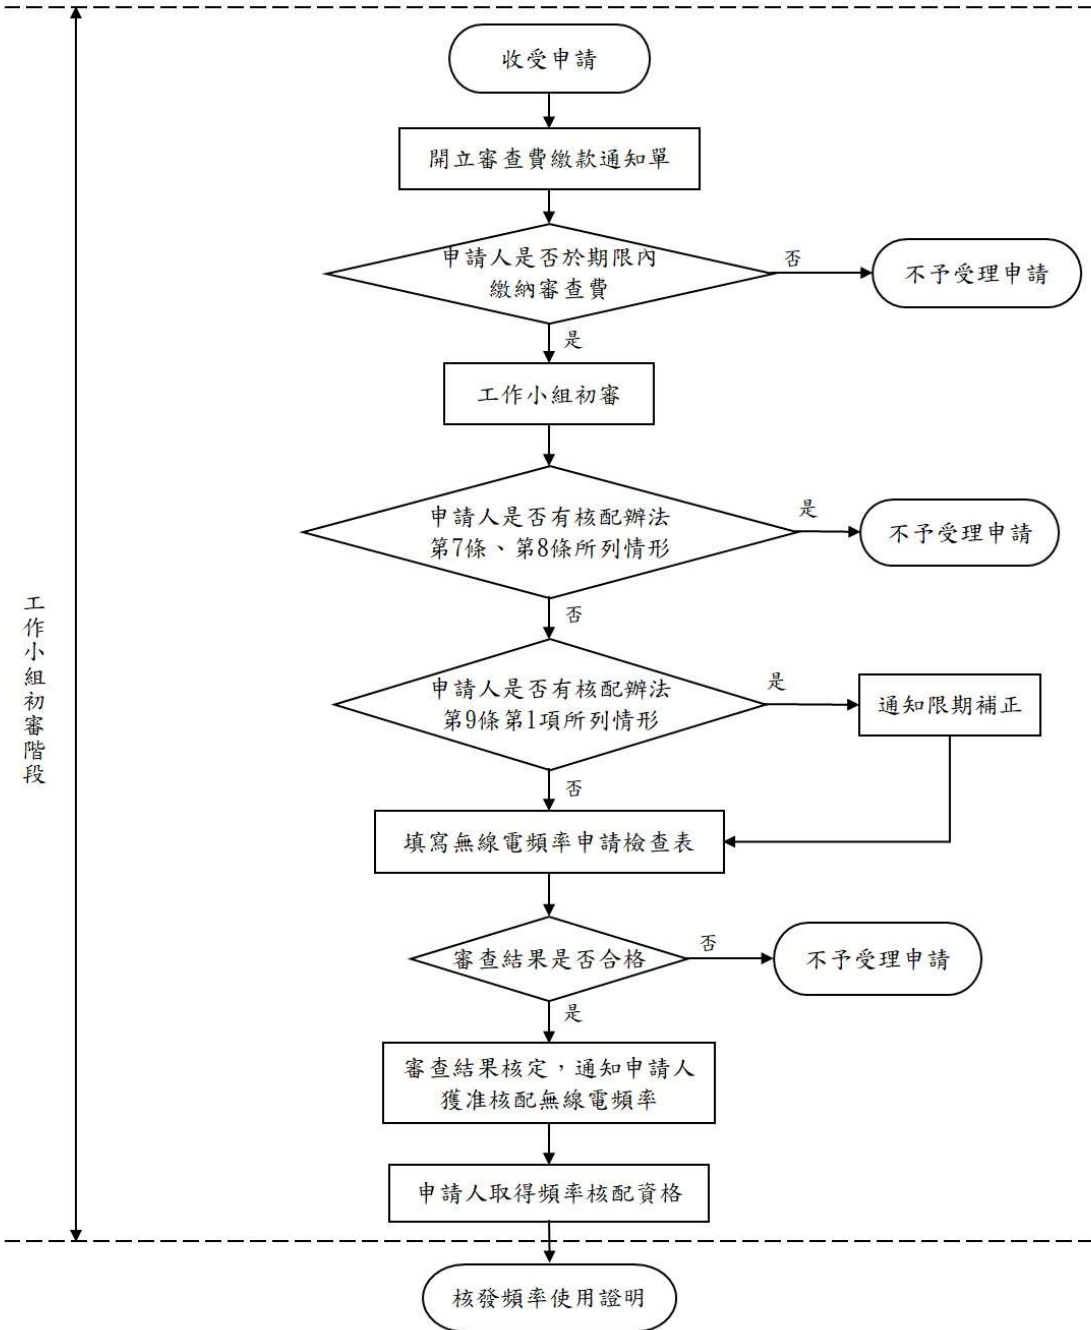 收受申請
開立審查費繳款通知單
申請人是否於期限內
繳納審查費
否
不予受理申請
是
工作小組初審
申請人是否有核配辦法
第7條、第8條所列情形
是
不予受理申請
否
申請人是否有核配辦法
第9條第1項所列情形
是
通知限期補正
否
填寫無線電頻率申請檢查表
審查結果是否合格
否
不予受理申請
是
審查結果核定，通知申請人
獲准核配無線電頻率
申請人取得頻率核配資格
工作小組初審階段
核發頻率使用證明